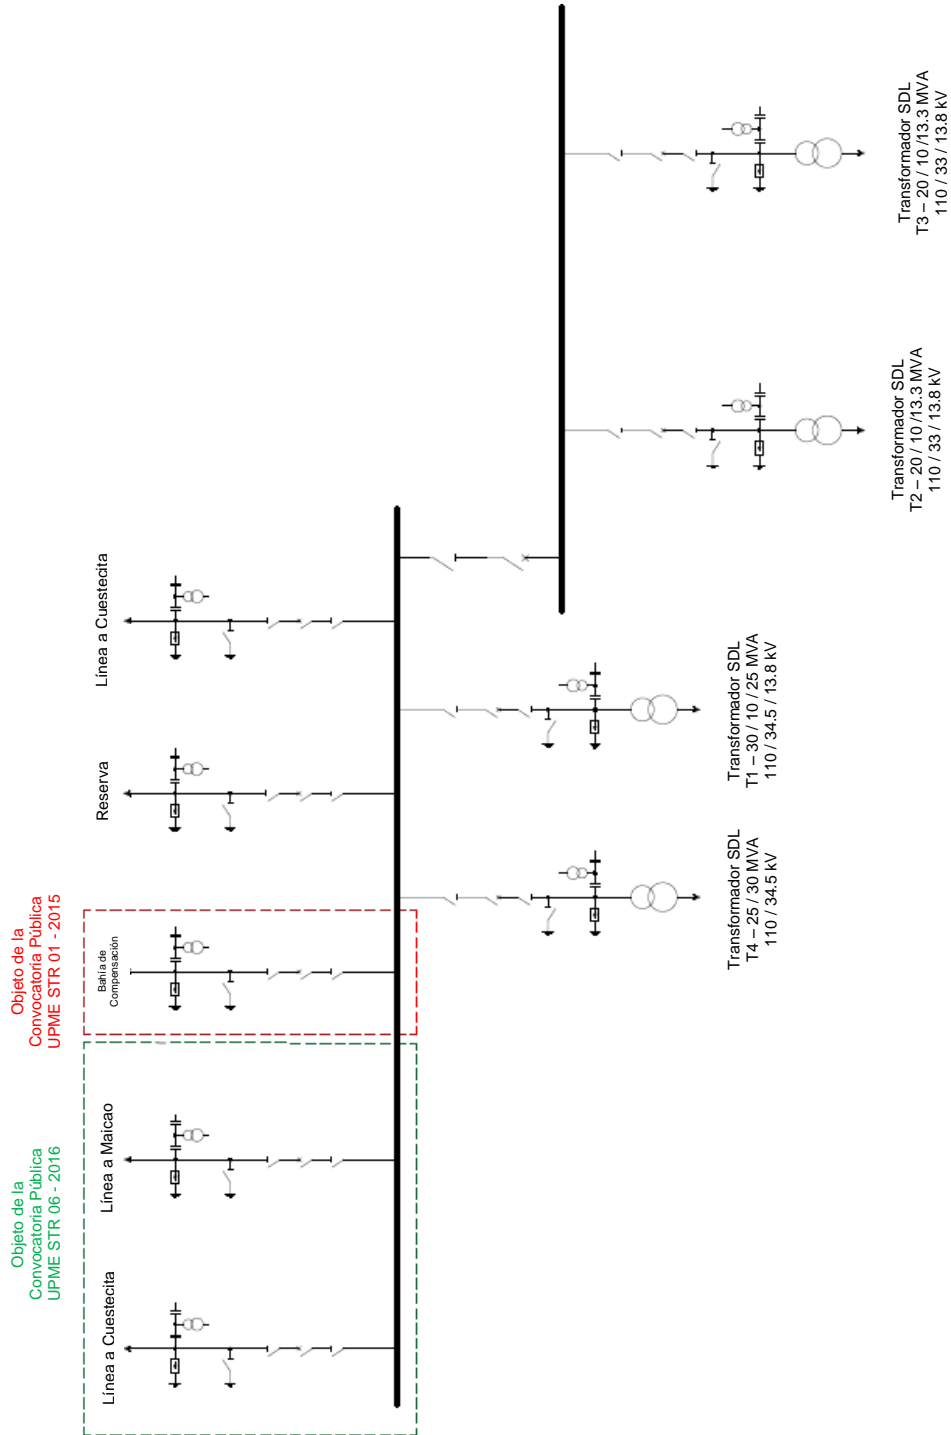 Objeto de la
Convocatoria Pública
UPME STR 06 - 2016
Objeto de la
Convocatoria Pública
UPME STR 01 - 2015
Línea a Cuestecita
Línea a Maicao
Bahía de
Compensación
Reserva
Línea a Cuestecita
Transformador SDL
T4 – 25 / 30 MVA
110 / 34.5 kV
Transformador SDL
T1 – 30 / 10 / 25 MVA
110 / 34.5 / 13.8 kV
Transformador SDL
T2 – 20 / 10 /13.3 MVA
110 / 33 / 13.8 kV
Transformador SDL
T3 – 20 / 10 /13.3 MVA
110 / 33 / 13.8 kV